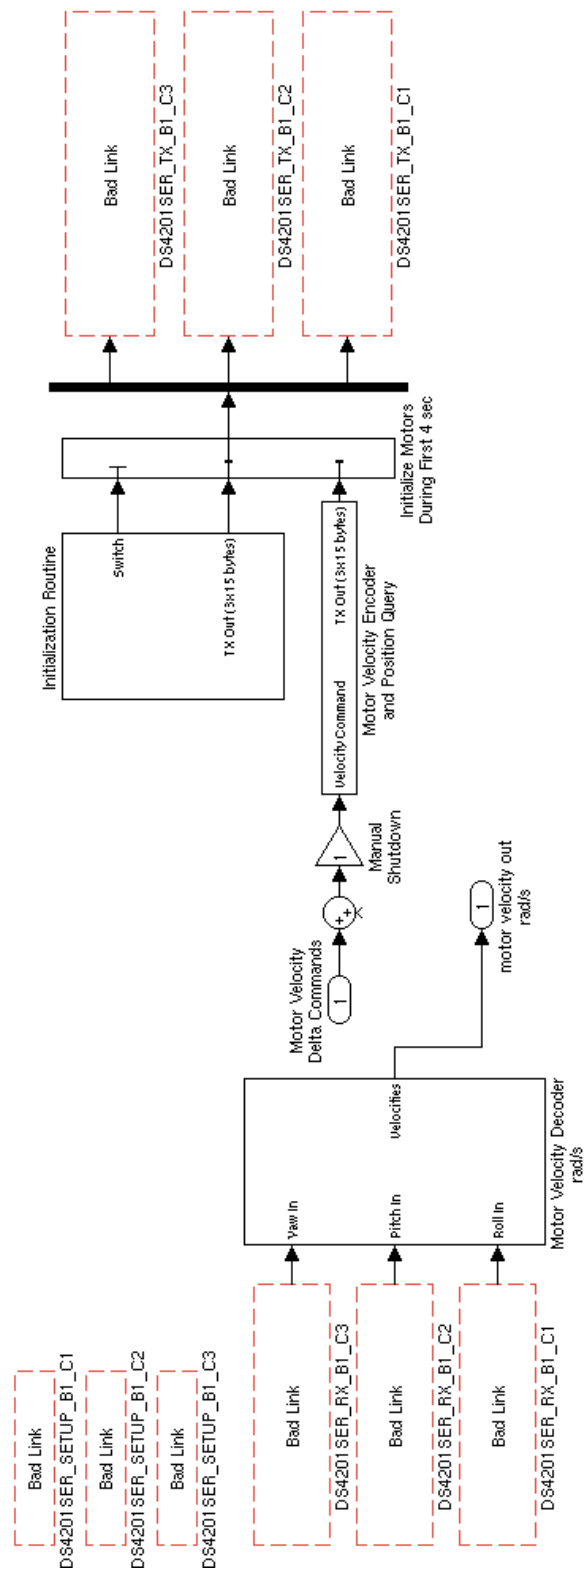 Bad Link
DS4201SER_SETUP_B1_C1
Bad Link
DS4201SER_SETUP_B1_C2
Bad Link
DS4201SER_SETUP_B1_C3
Bad Link
DS4201SER_RX_B1_C3
Bad Link
DS4201SER_RX_B1_C2
Bad Link
DS4201SER_RX_B1_C1
Yaw In
Pitch In
Roll In
Velocities
Motor Velocity Decoder
rad/s
1
motor velocity out
rad/s
Motor Velocity
Delta Commands
1
+
+
1
Manual
Shutdown
Velocity Command
TX Out (3x15 bytes)
Motor Velocity Encoder
and Position Query
Initialization Routine
Switch
TX Out (3x15 bytes)
Initialize Motors
During First 4 sec
Bad Link
DS4201SER_TX_B1_C3
Bad Link
DS4201SER_TX_B1_C2
Bad Link
DS4201SER_TX_B1_C1